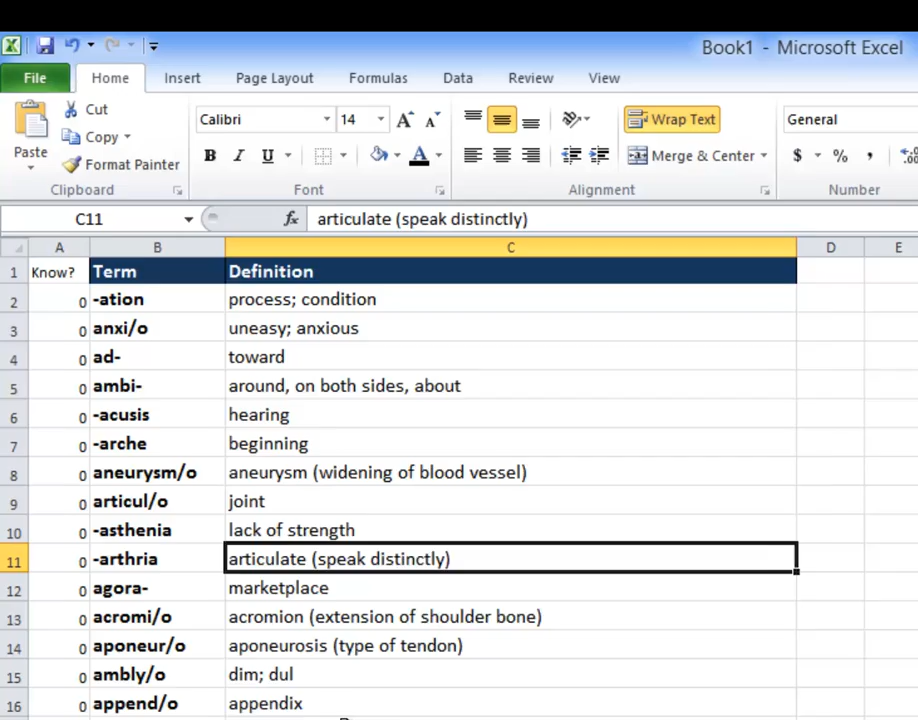 Book1 - Microsoft Excel
File Home Insert Page Layout Formulas Data Review View
Paste
Cut
Copy
Format Painter
Clipboard
Calibri 14 A A
B I U A
Font
Wrap Text
Merge & Center
Alignment
General
$ % ,
Number
C11 fx articulate (speak distinctly)
A B C D E
1 Know? Term Definition
2 0 -ation process; condition
3 0 anxi/o uneasy; anxious
4 0 ad- toward
5 0 ambi- around, on both sides, about
6 0 -acusis hearing
7 0 -arche beginning
8 0 aneurysm/o aneurysm (widening of blood vessel)
9 0 articul/o joint
10 0 -asthenia lack of strength
11 0 -arthria articulate (speak distinctly)
12 0 agora- marketplace
13 0 acromi/o acromion (extension of shoulder bone)
14 0 aponeur/o aponeurosis (type of tendon)
15 0 ambly/o dim; dul
16 0 append/o appendix